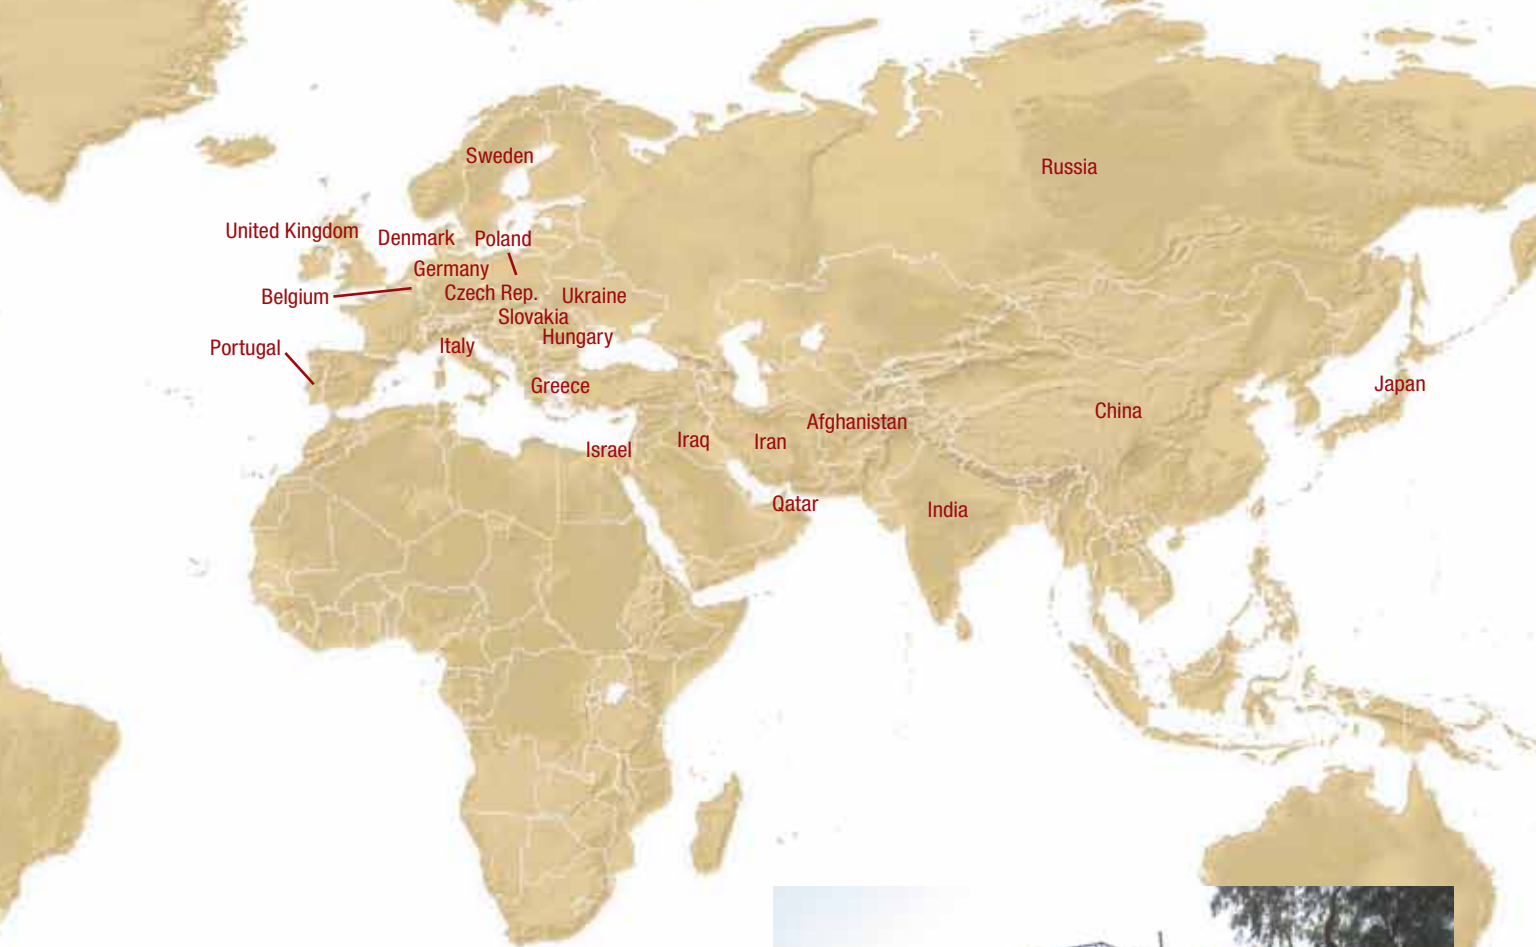 Sweden
Russia
United Kingdom
Denmark
Poland
Germany
Belgium
Czech Rep.
Ukraine
Slovakia
Hungary
Italy
Portugal
Greece
Japan
China
Afghanistan
Iraq
Iran
Israel
Qatar
India